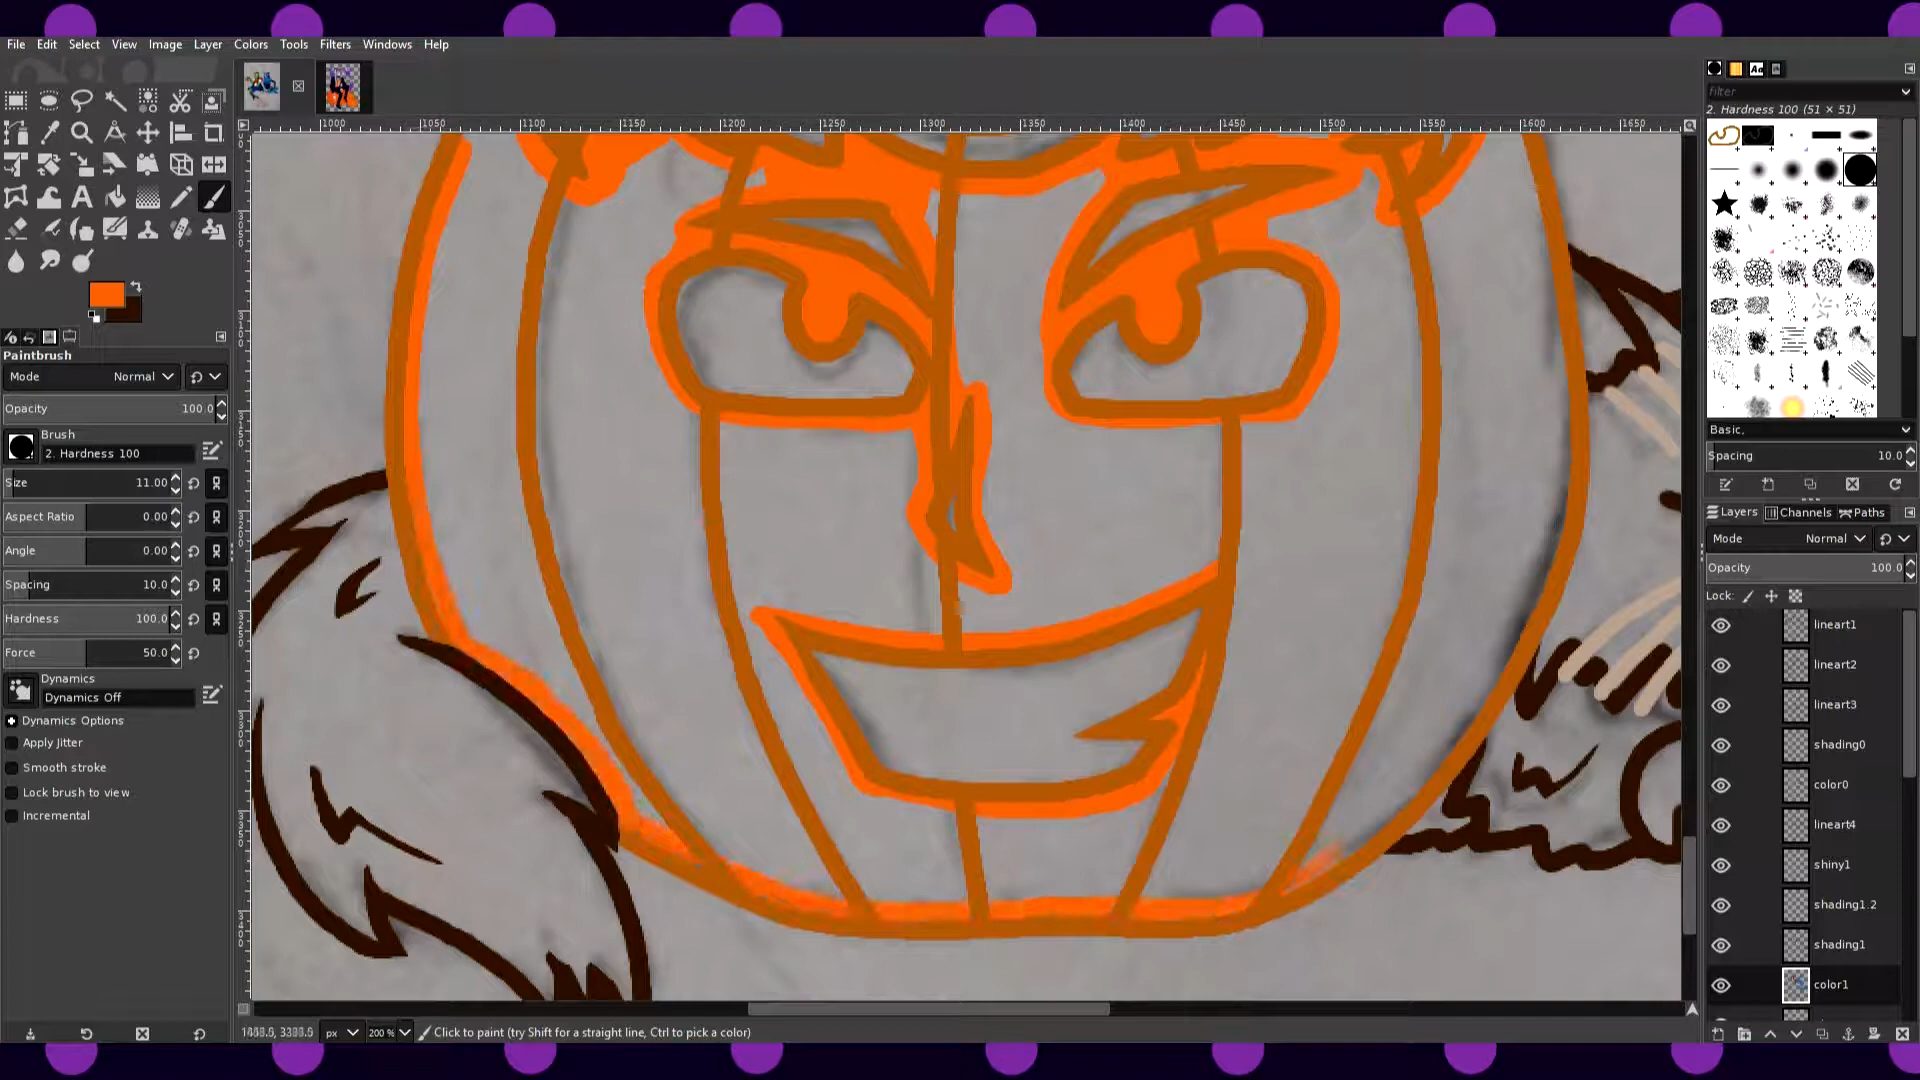 File Edit Select View Image Layer Colors Tools Filters Windows Help
filter
2. Hardness 100 (51 × 51)
1000 1050 1100 1150 1200 1250 1300 1350 1400 1450 1500 1550 1600 1650
Paintbrush
Mode Normal
Opacity 100.0
Brush
2. Hardness 100
Size 11.00
Aspect Ratio 0.00
Angle 0.00
Spacing 10.0
Hardness 100.0
Force 50.0
Dynamics
Dynamics Off
Dynamics Options
Apply Jitter
Smooth stroke
Lock brush to view
Incremental
Basic,
Spacing 10.0
Layers Channels Paths
Mode Normal
Opacity 100.0
Lock:
lineart1
lineart2
lineart3
shading0
color0
lineart4
shiny1
shading1.2
shading1
color1
px 200 % Click to paint (try Shift for a straight line, Ctrl to pick a color)